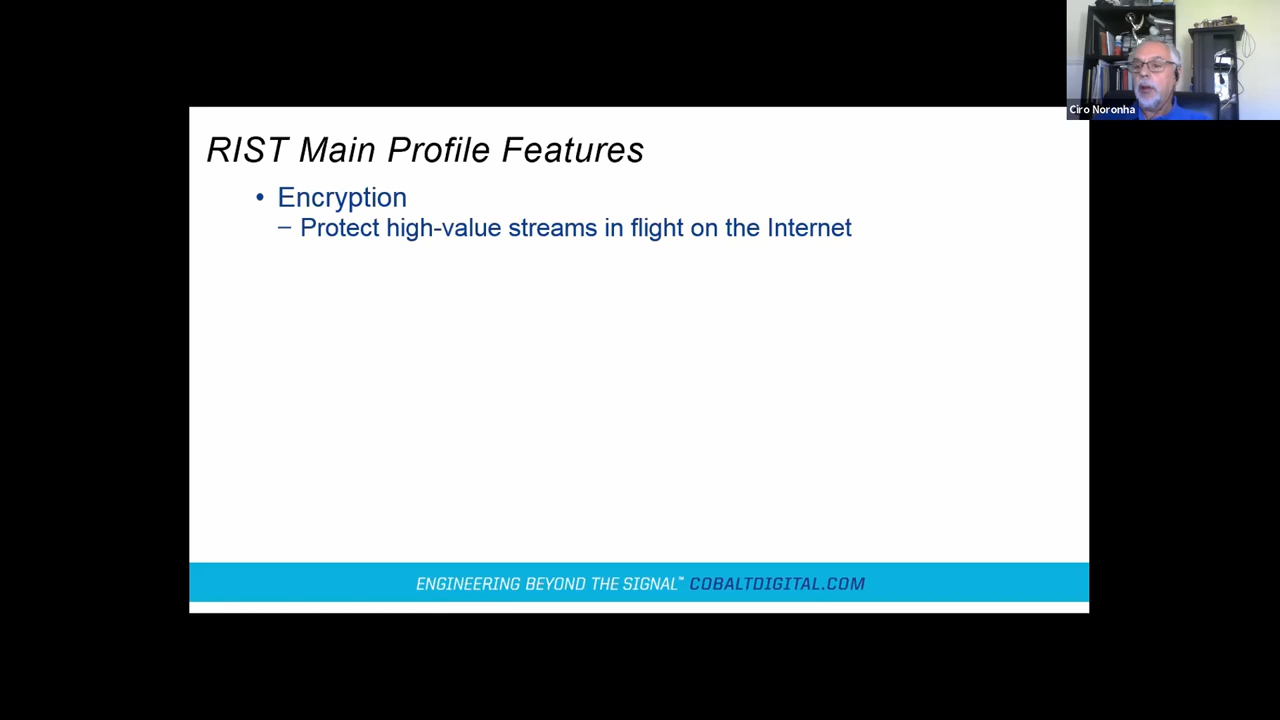 Ciro Noronha
RIST Main Profile Features
• Encryption
– Protect high-value streams in flight on the Internet
ENGINEERING BEYOND THE SIGNAL™ COBALTDIGITAL.COM